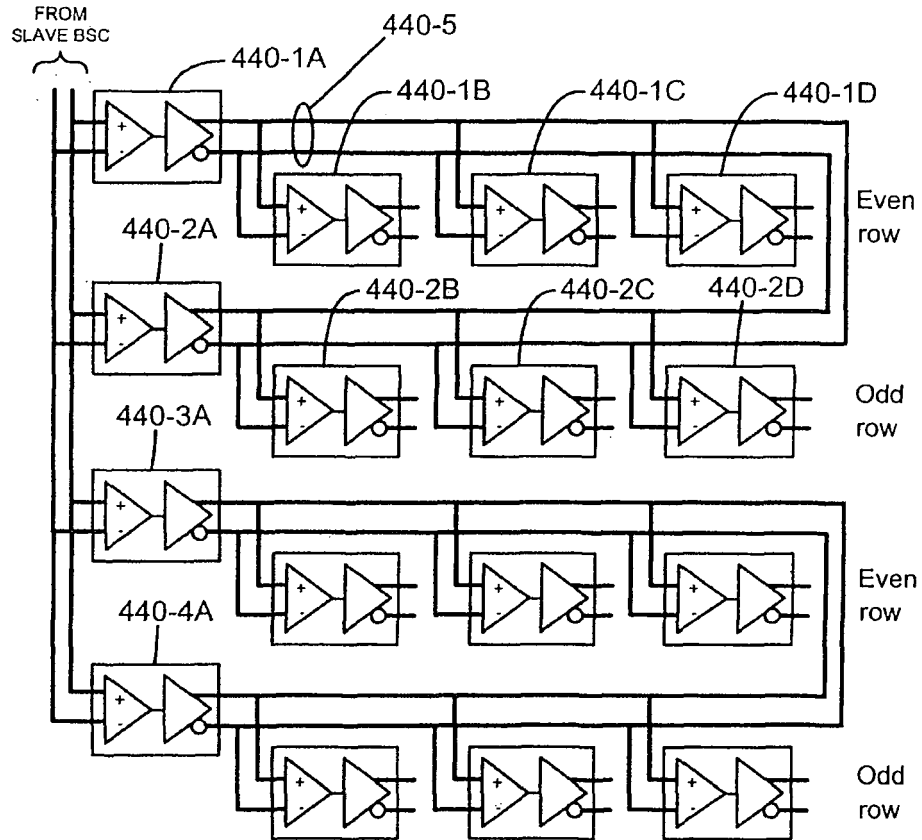 FROM
SLAVE BSC
440-1A
440-5
440-1B
440-1C
440-1D
+
-
+
-
+
-
+
-
Even
row
440-2A
440-2B
440-2C
440-2D
+
-
+
-
+
-
+
-
Odd
row
440-3A
+
-
+
-
+
-
+
-
Even
row
440-4A
+
-
+
-
+
-
+
-
Odd
row